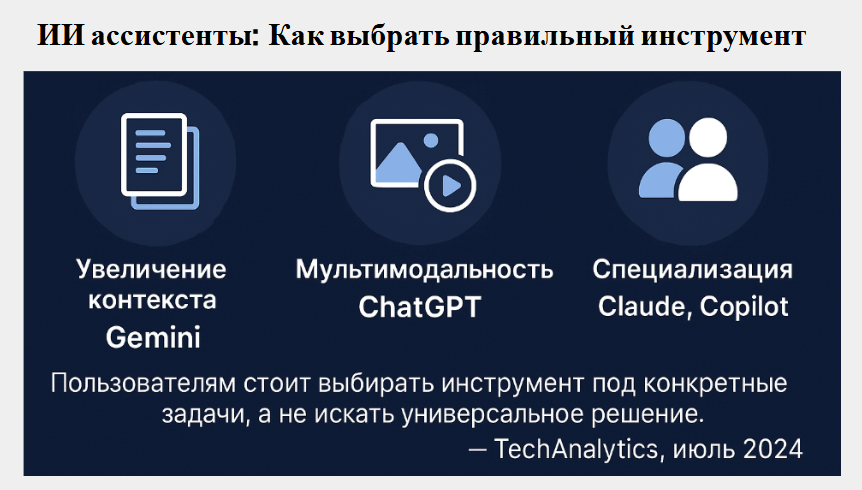 ИИ ассистенты: Как выбрать правильный инструмент
Увеличение
контекста
Gemini
Мультимодальность
ChatGPT
Специализация
Claude, Copilot
Пользователям стоит выбирать инструмент под конкретные
задачи, а не искать универсальное решение.
— TechAnalytics, июль 2024